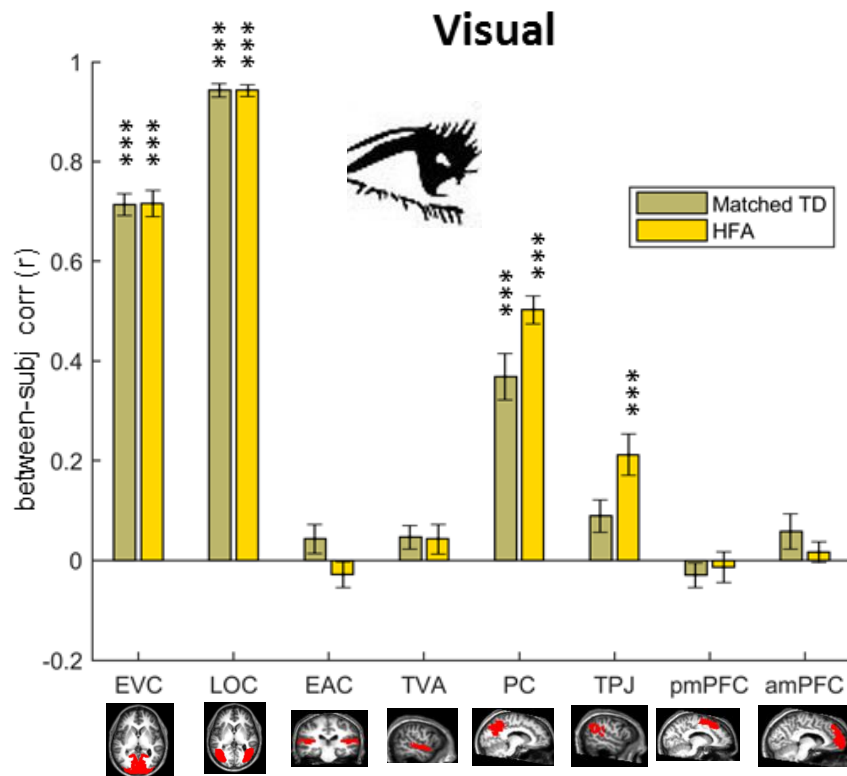 Visual
*** *** *** ***
1
0.8
0.6
0.4
0.2
0
-0.2
between-subj corr (r)
Matched TD
HFA
*** ***
***
EVC LOC EAC TVA PC TPJ pmPFC amPFC